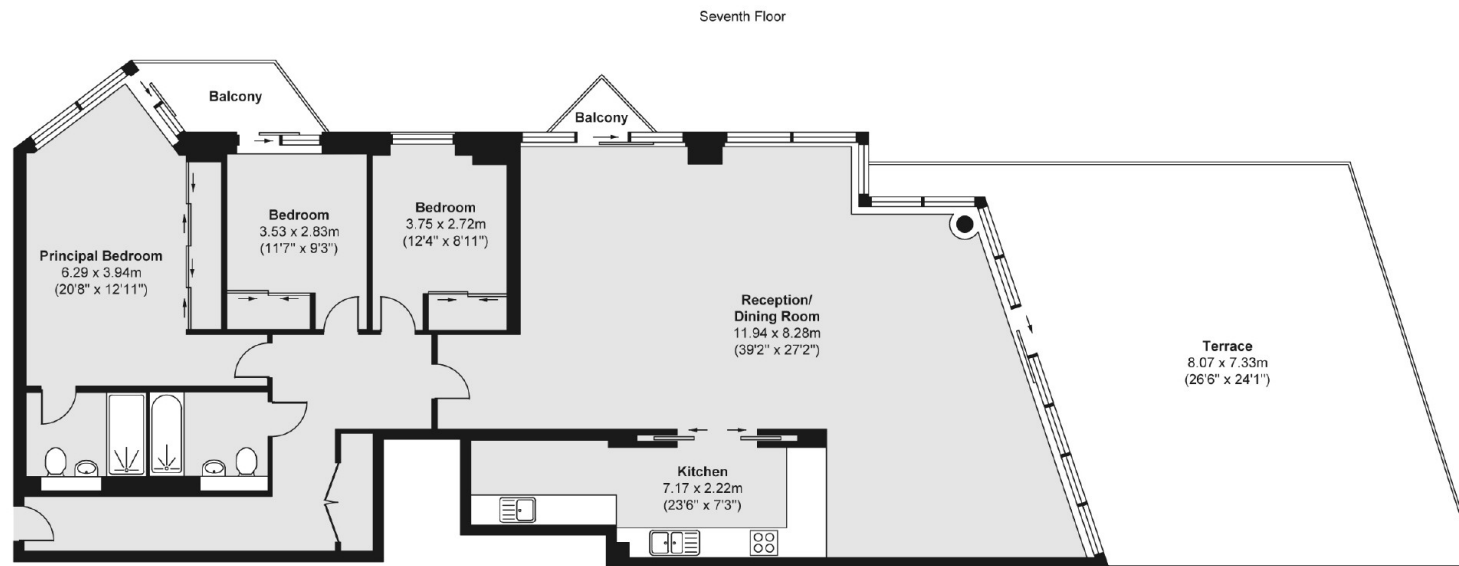 Seventh Floor
Balcony
Balcony
Principal Bedroom
6.29 x 3.94m
(20'8" x 12'11")
Bedroom
3.53 x 2.83m
(11'7" x 9'3")
Bedroom
3.75 x 2.72m
(12'4" x 8'11")
Reception/
Dining Room
11.94 x 8.28m
(39'2" x 27'2")
Terrace
8.07 x 7.33m
(26'6" x 24'1")
Kitchen
7.17 x 2.22m
(23'6" x 7'3")